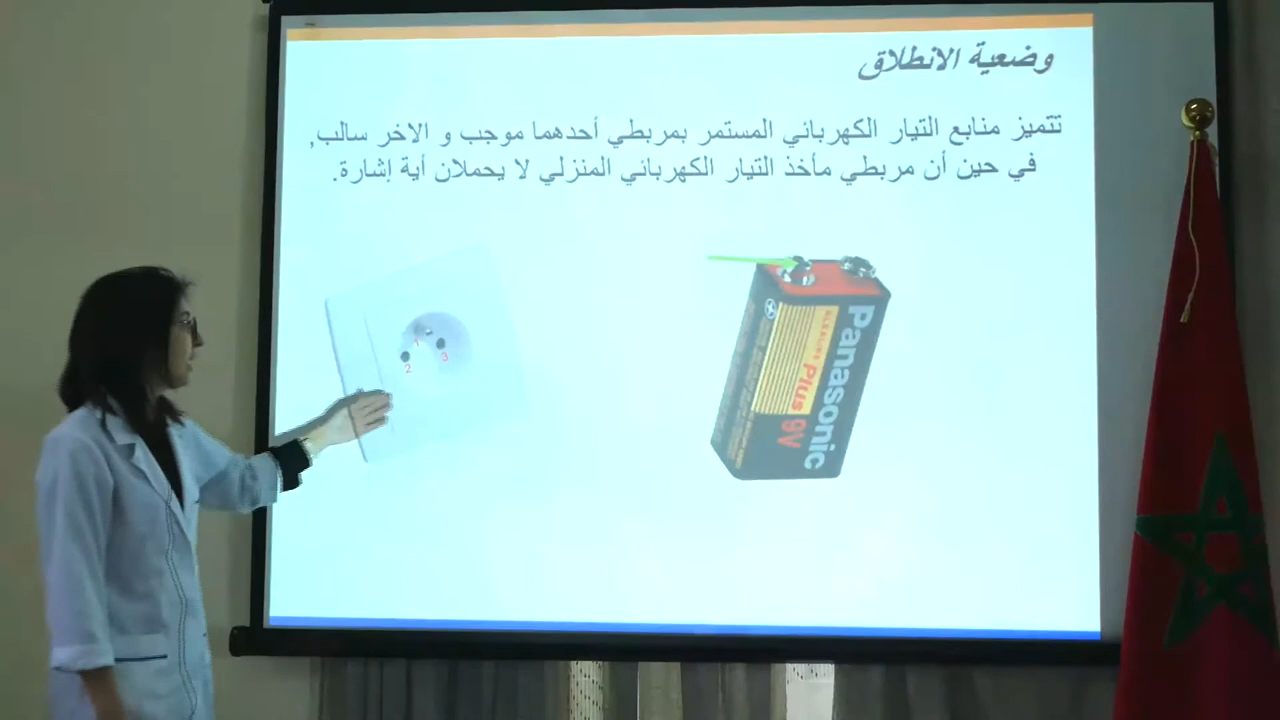 وضعية الانطلاق
تتميز منابع التيار الكهربائي المستمر بمربطي أحدهما موجب و الاخر سالب,
في حين أن مربطي مأخذ التيار الكهربائي المنزلي لا يحملان أية إشارة.
1
2
3
Panasonic
ALKALINE Plus 9V